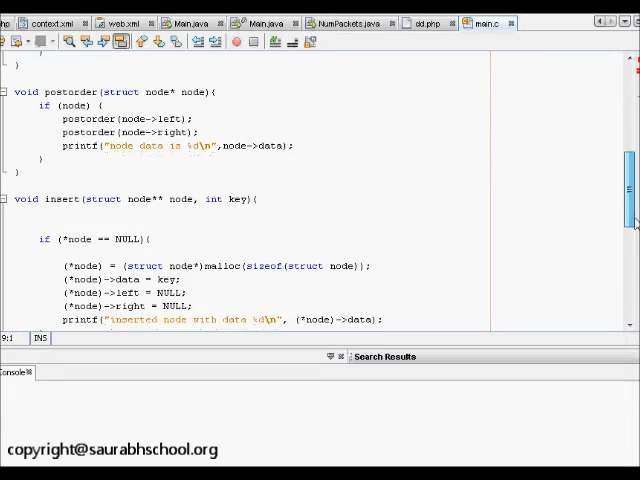 context.xml web.xml Main.java Main.java NumPackets.java dd.php main.c
}
void postorder(struct node* node){
if (node) {
postorder(node->left);
postorder(node->right);
printf("node data is %d\n",node->data);
}
}
void insert(struct node** node, int key){
if (*node == NULL){
(*node) = (struct node*)malloc(sizeof(struct node));
(*node)->data = key;
(*node)->left = NULL;
(*node)->right = NULL;
printf("inserted node with data %d\n", (*node)->data);
9:1 INS
Search Results
Console
copyright@saurabhschool.org